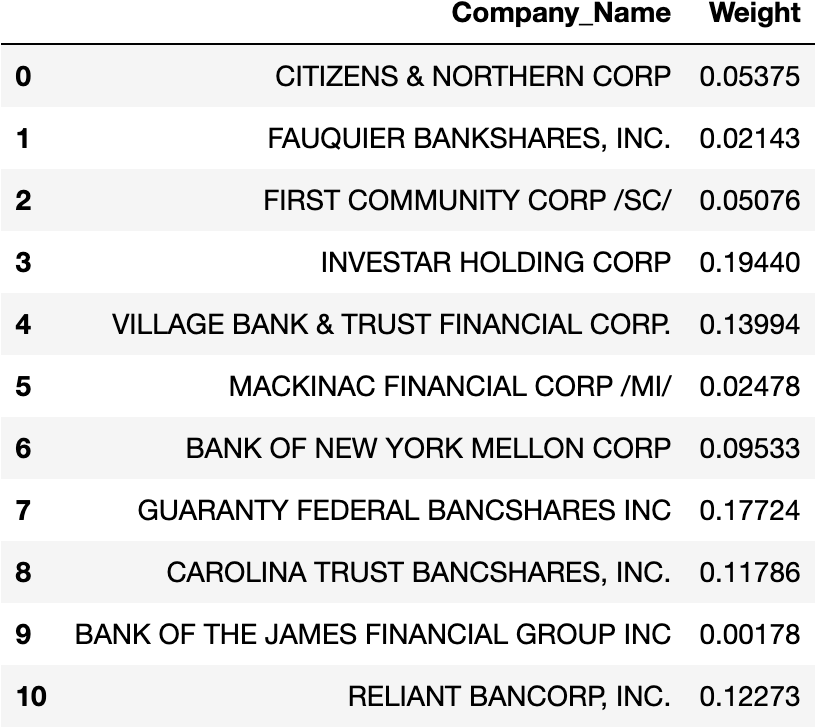 Company_Name Weight
0 CITIZENS & NORTHERN CORP 0.05375
1 FAUQUIER BANKSHARES, INC. 0.02143
2 FIRST COMMUNITY CORP /SC/ 0.05076
3 INVESTAR HOLDING CORP 0.19440
4 VILLAGE BANK & TRUST FINANCIAL CORP. 0.13994
5 MACKINAC FINANCIAL CORP /MI/ 0.02478
6 BANK OF NEW YORK MELLON CORP 0.09533
7 GUARANTY FEDERAL BANCSHARES INC 0.17724
8 CAROLINA TRUST BANCSHARES, INC. 0.11786
9 BANK OF THE JAMES FINANCIAL GROUP INC 0.00178
10 RELIANT BANCORP, INC. 0.12273